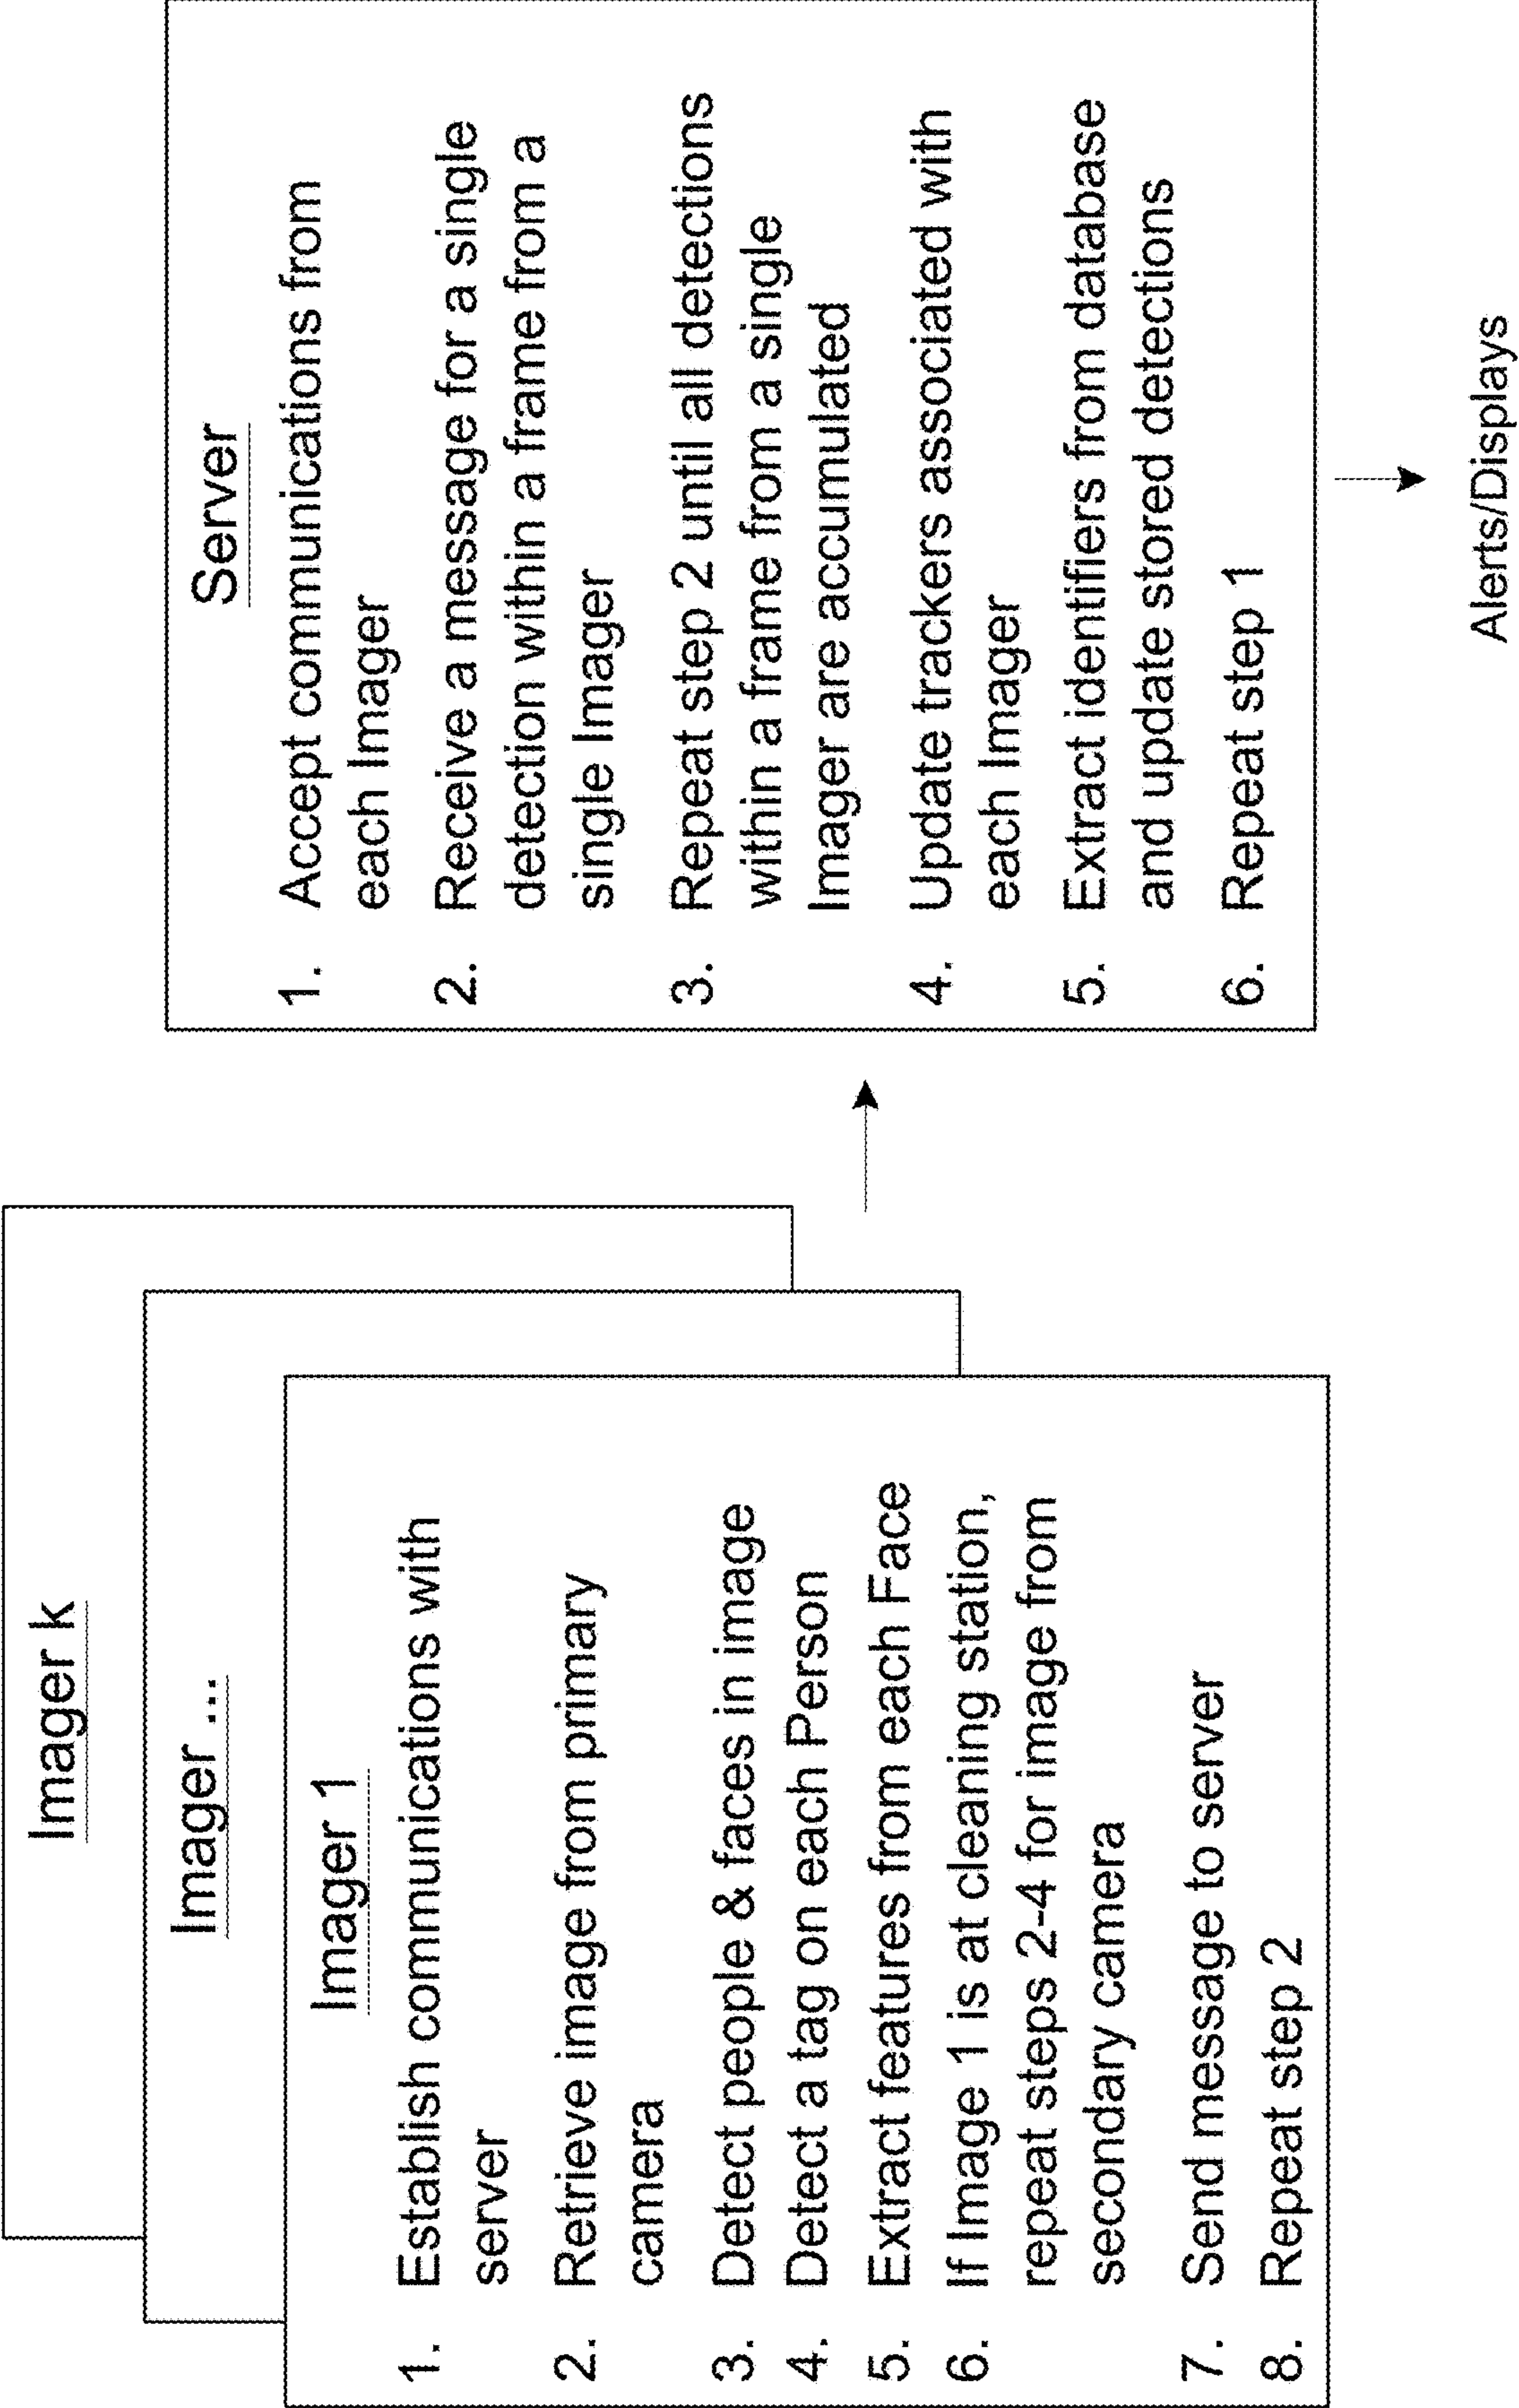 Imager k
Imager ...
Imager 1
1. Establish communications with
server
2. Retrieve image from primary
camera
3. Detect people & faces in image
4. Detect a tag on each Person
5. Extract features from each Face
6. If Image 1 is at cleaning station,
repeat steps 2-4 for image from
secondary camera
7. Send message to server
8. Repeat step 2
Server
1. Accept communications from
each Imager
2. Receive a message for a single
detection within a frame from a
single Imager
3. Repeat step 2 until all detections
within a frame from a single
Imager are accumulated
4. Update trackers associated with
each Imager
5. Extract identifiers from database
and update stored detections
6. Repeat step 1
Alerts/Displays